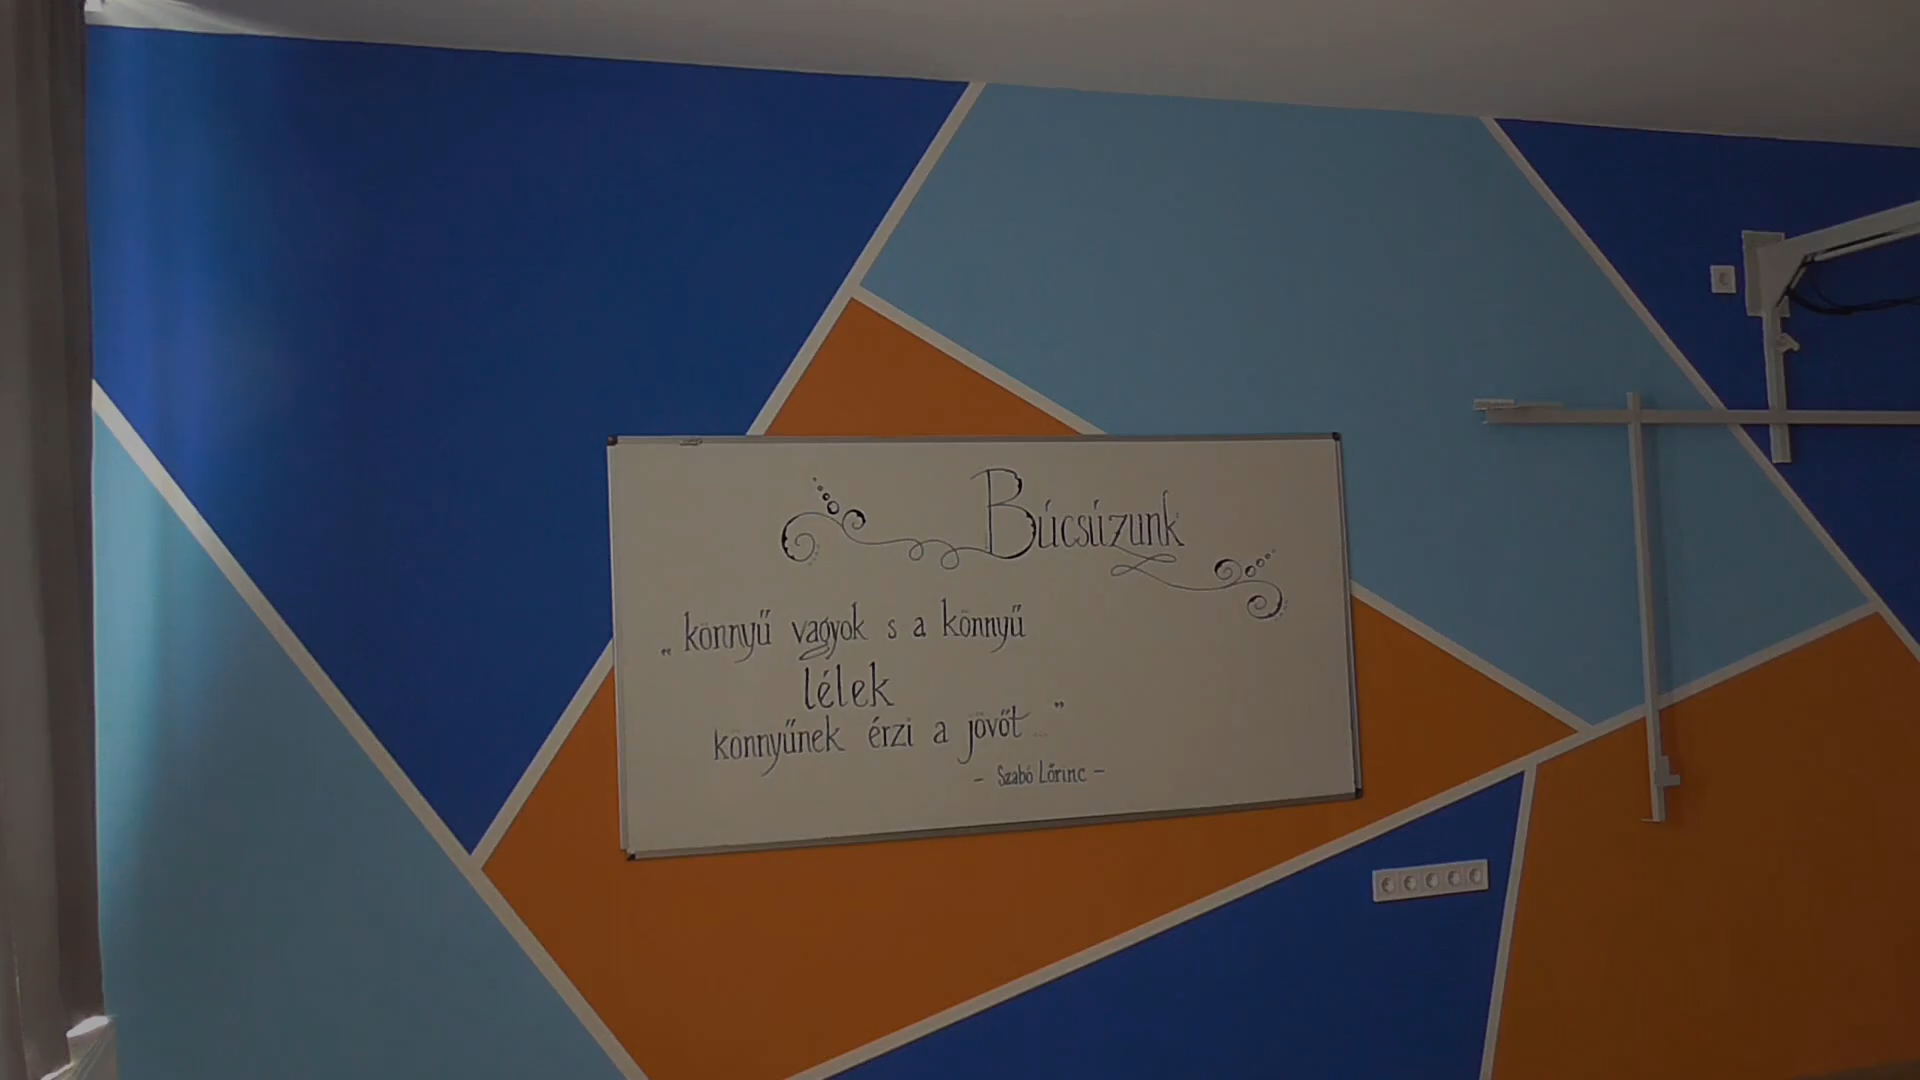 Búcsúzunk
„könnyű vagyok s a könnyű
lélek
könnyűnek érzi a jövőt...”
- Szabó Lőrinc -